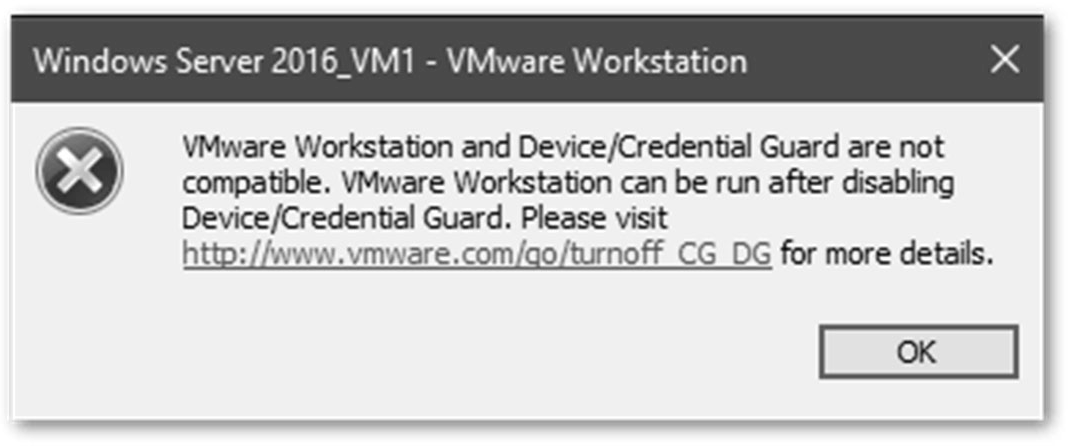 Windows Server 2016_VM1 - VMware Workstation
VMware Workstation and Device/Credential Guard are not
compatible. VMware Workstation can be run after disabling
Device/Credential Guard. Please visit
http://www.vmware.com/go/turnoff_CG_DG for more details.
OK